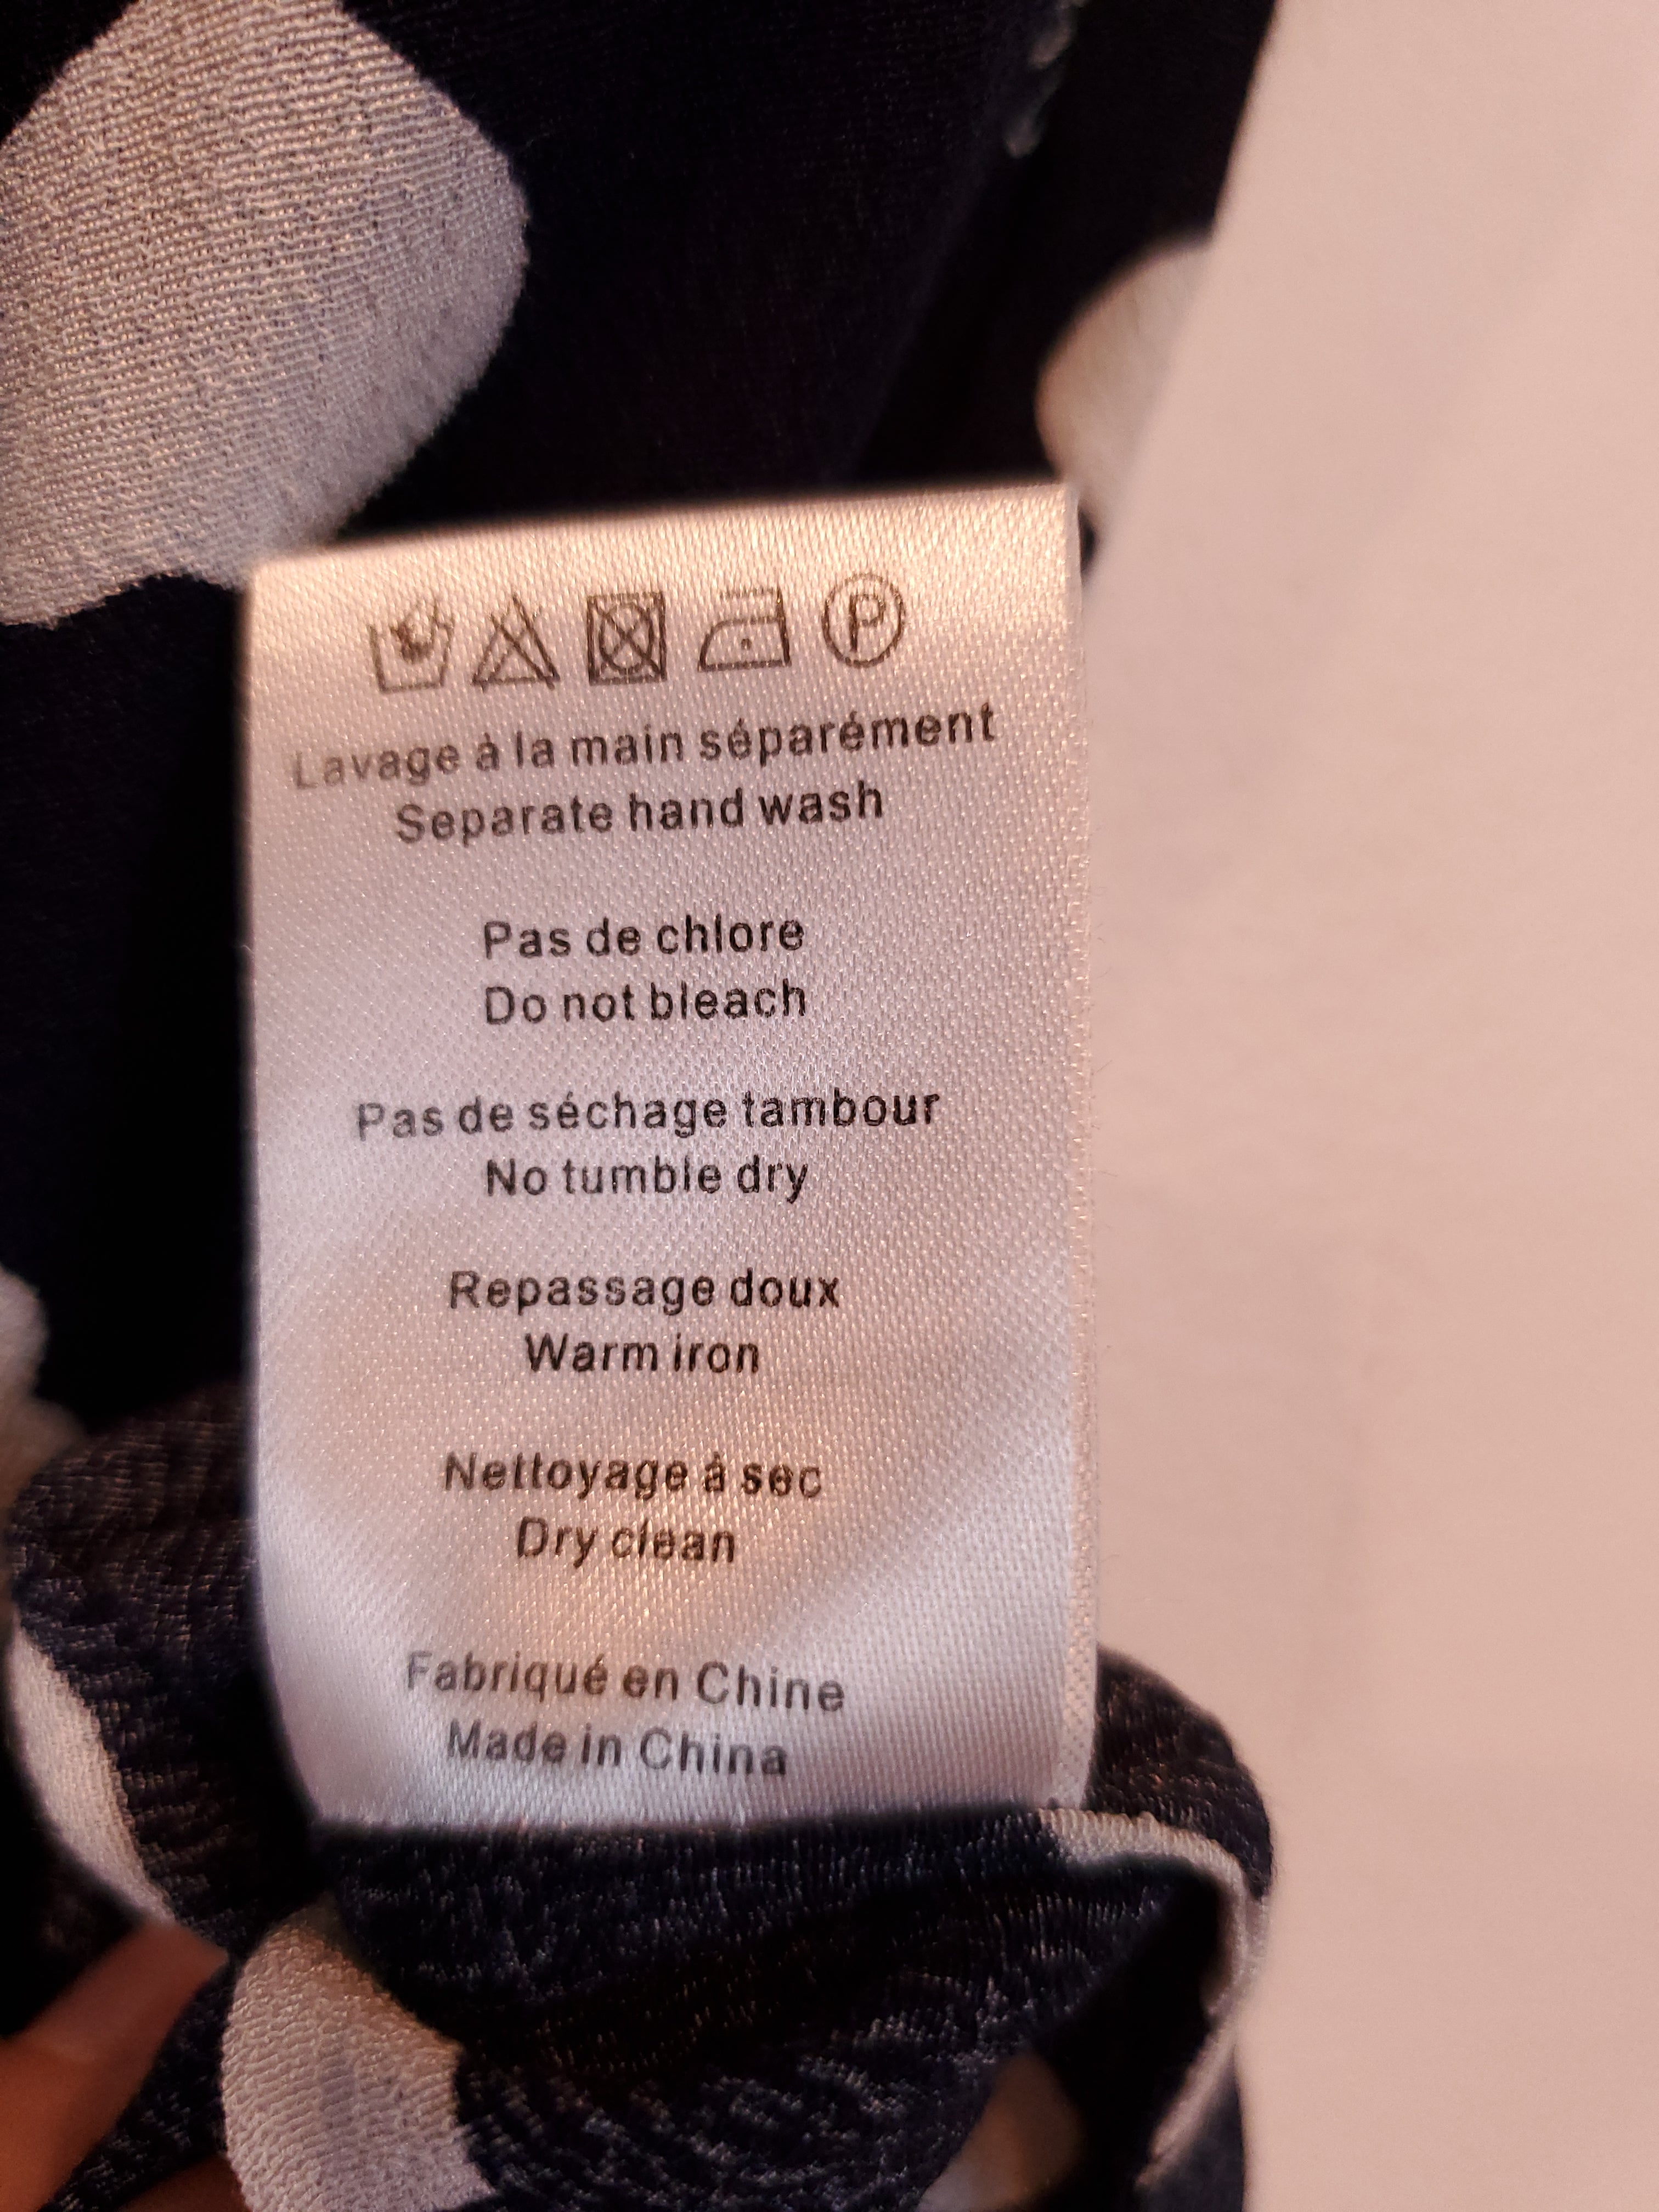 P
Lavage à la main séparément
Separate hand wash
Pas de chlore
Do not bleach
Pas de séchage tambour
No tumble dry
Repassage doux
Warm iron
Nettoyage à sec
Dry clean
Fabriqué en Chine
Made in China